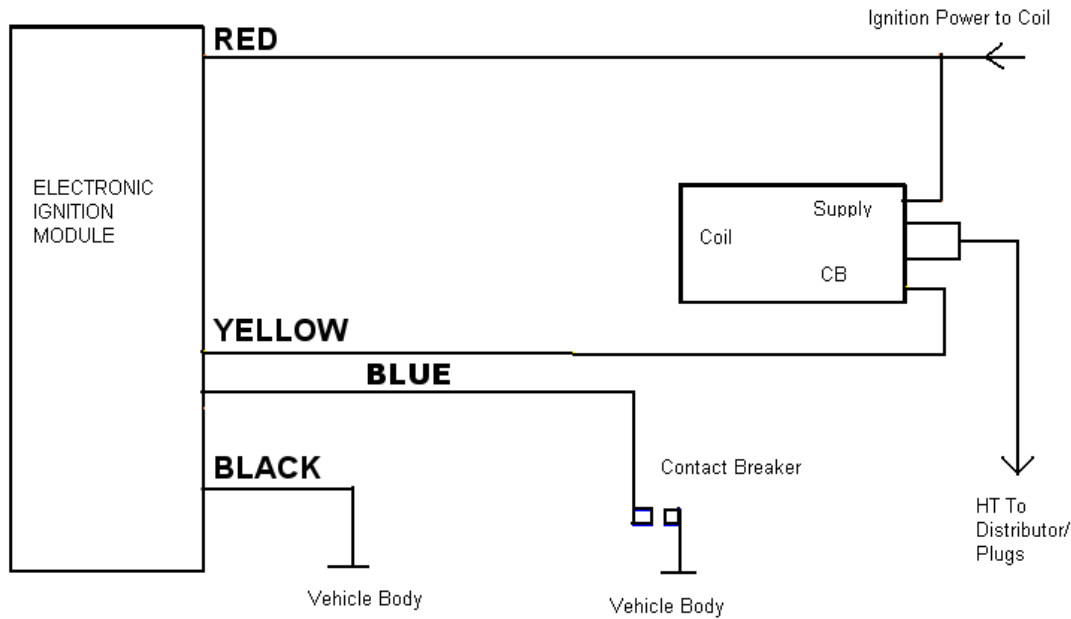 Ignition Power to Coil
RED
ELECTRONIC
IGNITION
MODULE
Supply
Coil
CB
YELLOW
BLUE
BLACK
Contact Breaker
HT To
Distributor/
Plugs
Vehicle Body
Vehicle Body